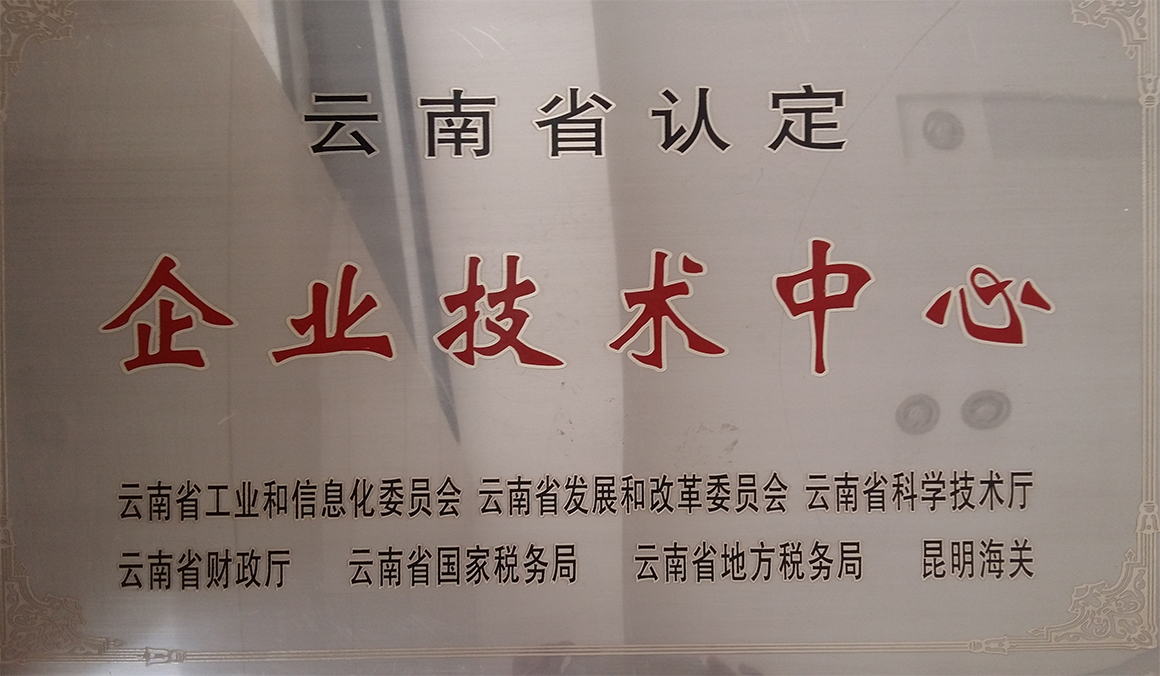 云南省认定
企业技术中心
云南省工业和信息化委员会 云南省发展和改革委员会 云南省科学技术厅
云南省财政厅 云南省国家税务局 云南省地方税务局 昆明海关